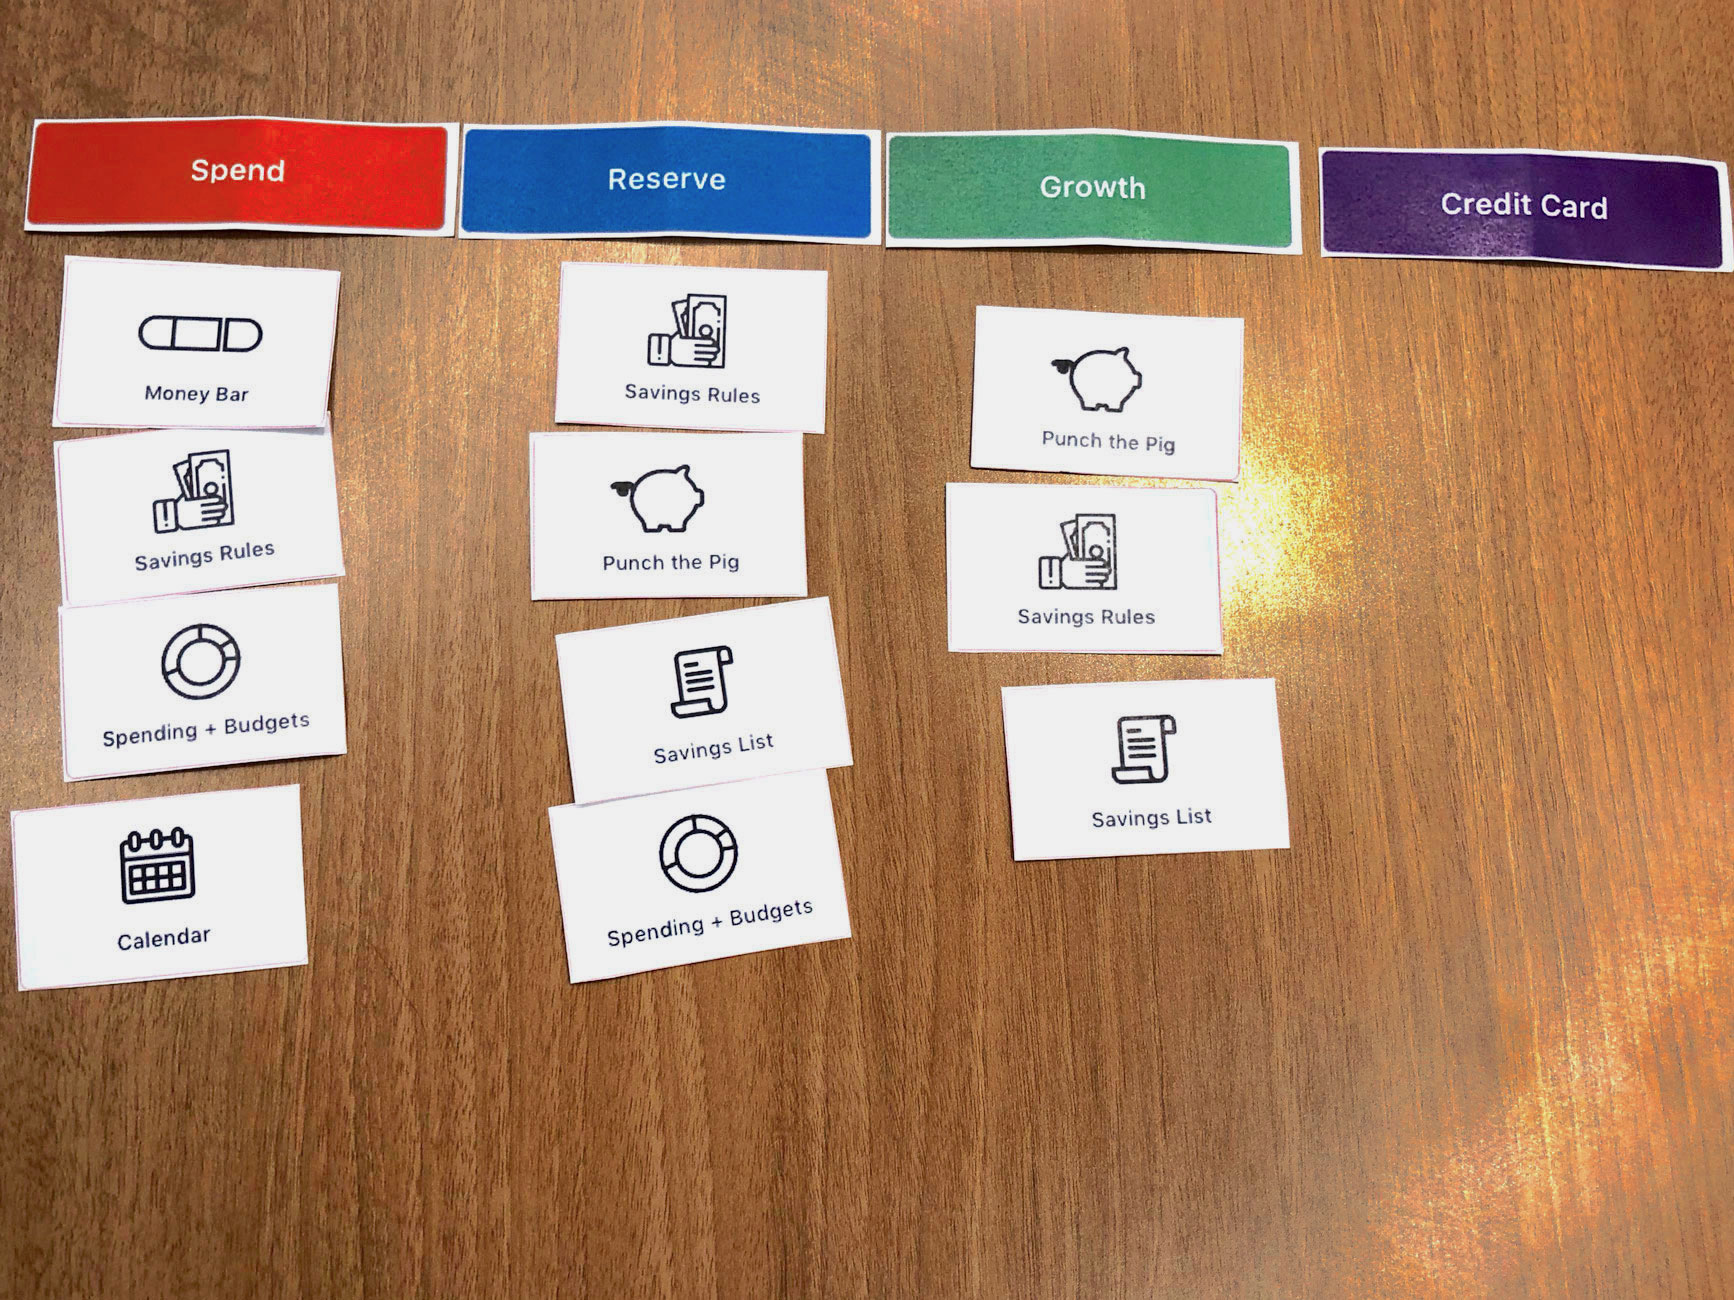 Spend
Reserve
Growth
Credit Card
Money Bar
Savings Rules
Spending + Budgets
Calendar
Savings Rules
Punch the Pig
Savings List
Spending + Budgets
Punch the Pig
Savings Rules
Savings List